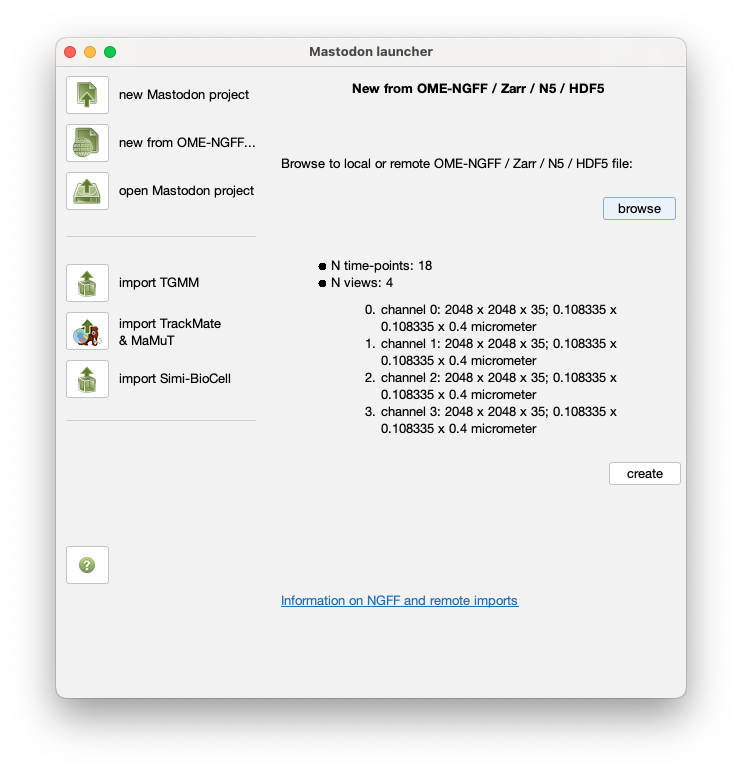 Mastodon launcher
new Mastodon project
new from OME-NGFF...
open Mastodon project
import TGMM
import TrackMate
& MaMuT
import Simi-BioCell
?
New from OME-NGFF / Zarr / N5 / HDF5
Browse to local or remote OME-NGFF / Zarr / N5 / HDF5 file:
browse
● N time-points: 18
● N views: 4
0. channel 0: 2048 x 2048 x 35; 0.108335 x
0.108335 x 0.4 micrometer
1. channel 1: 2048 x 2048 x 35; 0.108335 x
0.108335 x 0.4 micrometer
2. channel 2: 2048 x 2048 x 35; 0.108335 x
0.108335 x 0.4 micrometer
3. channel 3: 2048 x 2048 x 35; 0.108335 x
0.108335 x 0.4 micrometer
create
Information on NGFF and remote imports